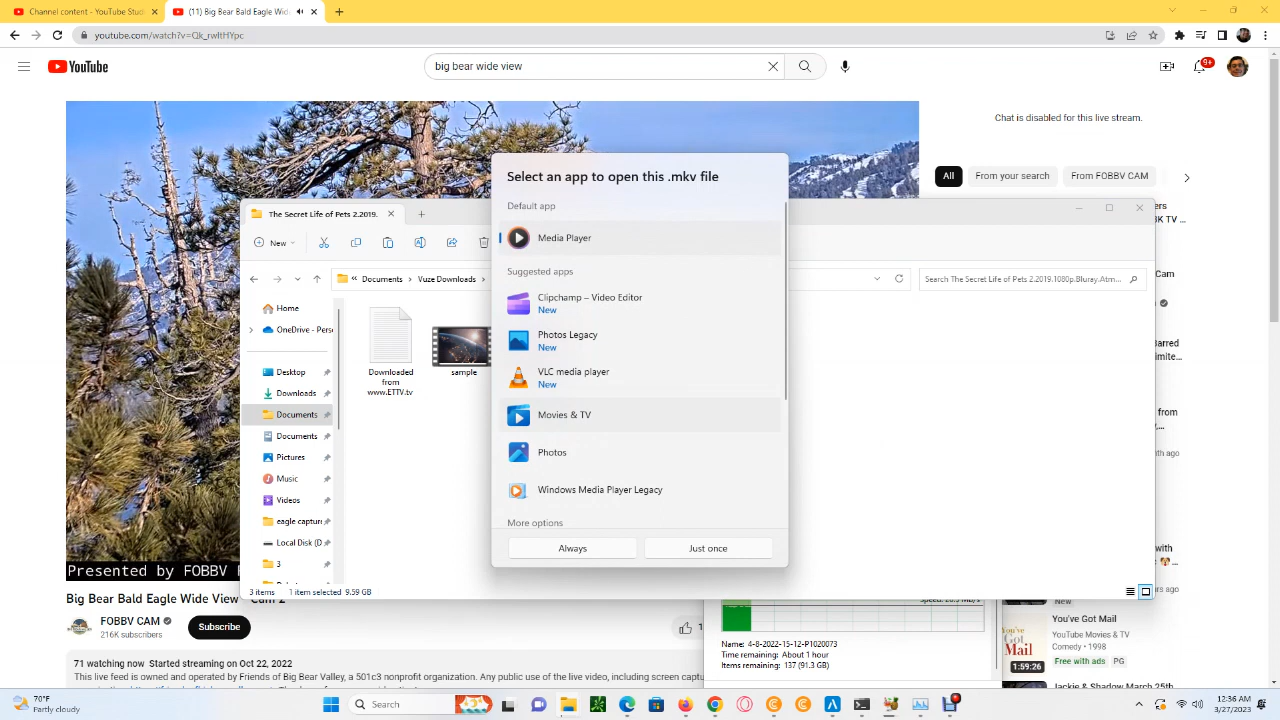 Channel content - YouTube Studi
(11) Big Bear Bald Eagle Wide
youtube.com/watch?v=Qk_rwItHYpc
YouTube
big bear wide view
9+
Chat is disabled for this live stream.
All
From your search
From FOBBV CAM
Select an app to open this .mkv file
Default app
Media Player
Suggested apps
Clipchamp – Video Editor
New
Photos Legacy
New
VLC media player
New
Movies & TV
Photos
Windows Media Player Legacy
More options
Always
Just once
The Secret Life of Pets 2.2019.
New
Documents
Vuze Downloads
Search The Secret Life of Pets 2.2019.1080p.Bluray.Atm...
Home
OneDrive - Pers
Desktop
Downloads
Documents
Documents
Pictures
Music
Videos
eagle capture
Local Disk (D
3
Downloaded
from
www.ETTV.tv
sample
3 items
1 item selected 9.59 GB
Presented by FOBBV
Big Bear Bald Eagle Wide View - Cam 2
FOBBV CAM
216K subscribers
Subscribe
71 watching now Started streaming on Oct 22, 2022
This live feed is owned and operated by Friends of Big Bear Valley, a 501c3 nonprofit organization. Any public use of the live video, including screen captu
Name: 4-8-2022-15-12-P1020073
Time remaining: About 1 hour
Items remaining: 137 (91.3 GB)
New
You've Got Mail
YouTube Movies & TV
Comedy • 1998
Free with ads
PG
1:59:26
Jackie & Shadow March 25th
70°F
Partly cloudy
Search
12:36 AM
3/27/2023